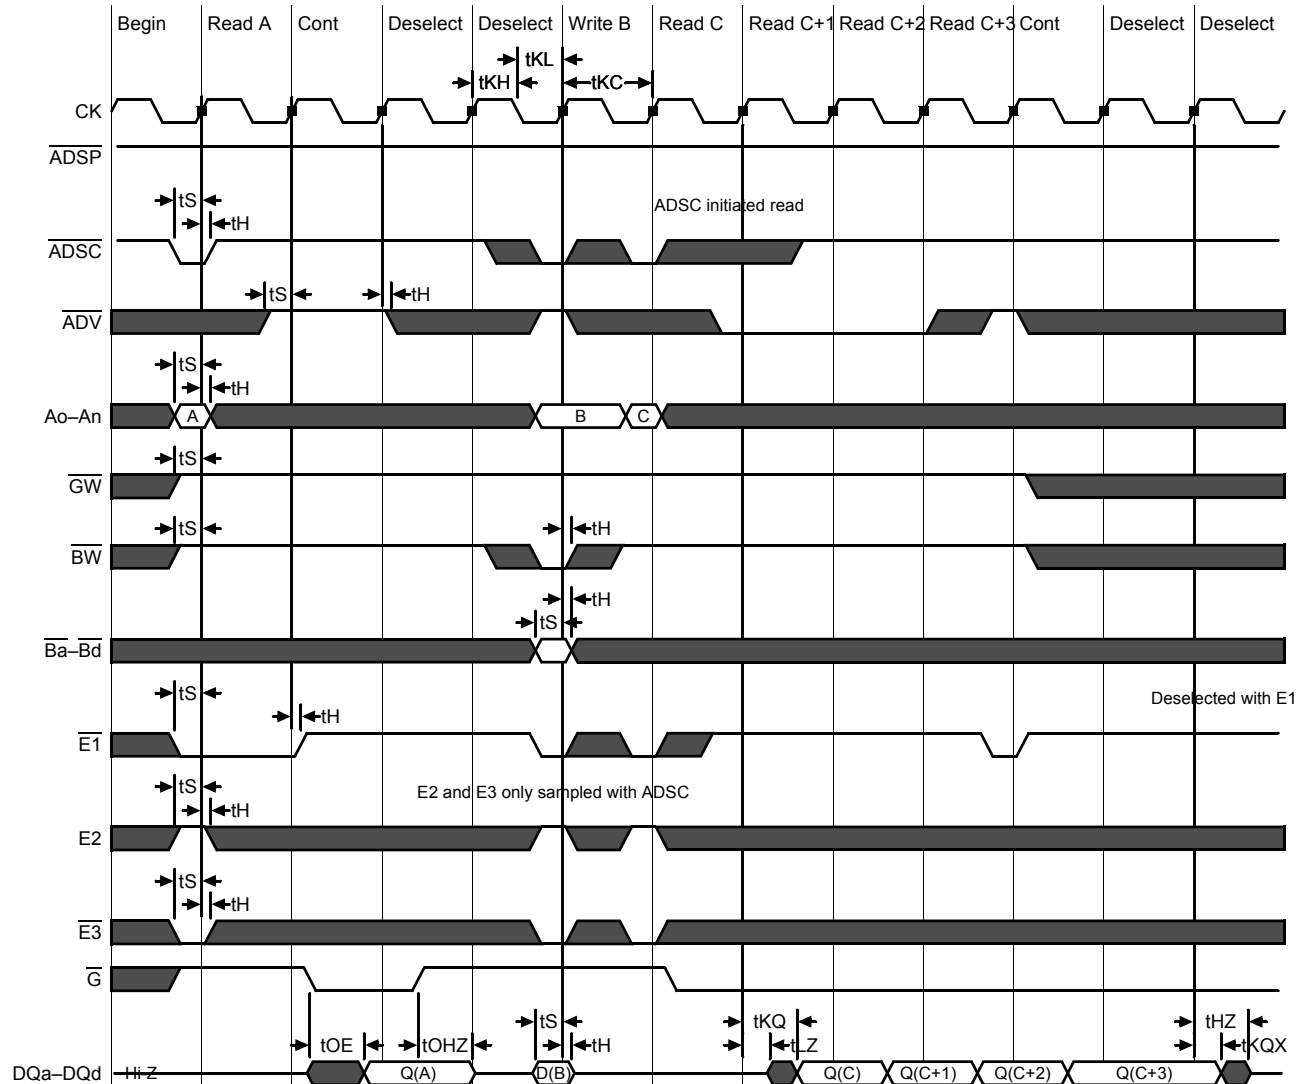 Begin Read A Cont Deselect Deselect Write B Read C Read C+1 Read C+2 Read C+3 Cont Deselect Deselect
tKL
tKH tKC
CK
ADSP
tS
tH
ADSC initiated read
ADSC
tS tH
ADV
tS
tH
Ao–An A B C
tS
GW
tS tH
BW
tH
tS
Ba–Bd
tS
Deselected with E1
tH
E1
tS
E2 and E3 only sampled with ADSC
tH
E2
tS
tH
E3
G
tS tKQ tHZ
tOE tOHZ tH tLZ tKQX
DQa–DQd Hi-Z Q(A) D(B) Q(C) Q(C+1) Q(C+2) Q(C+3)